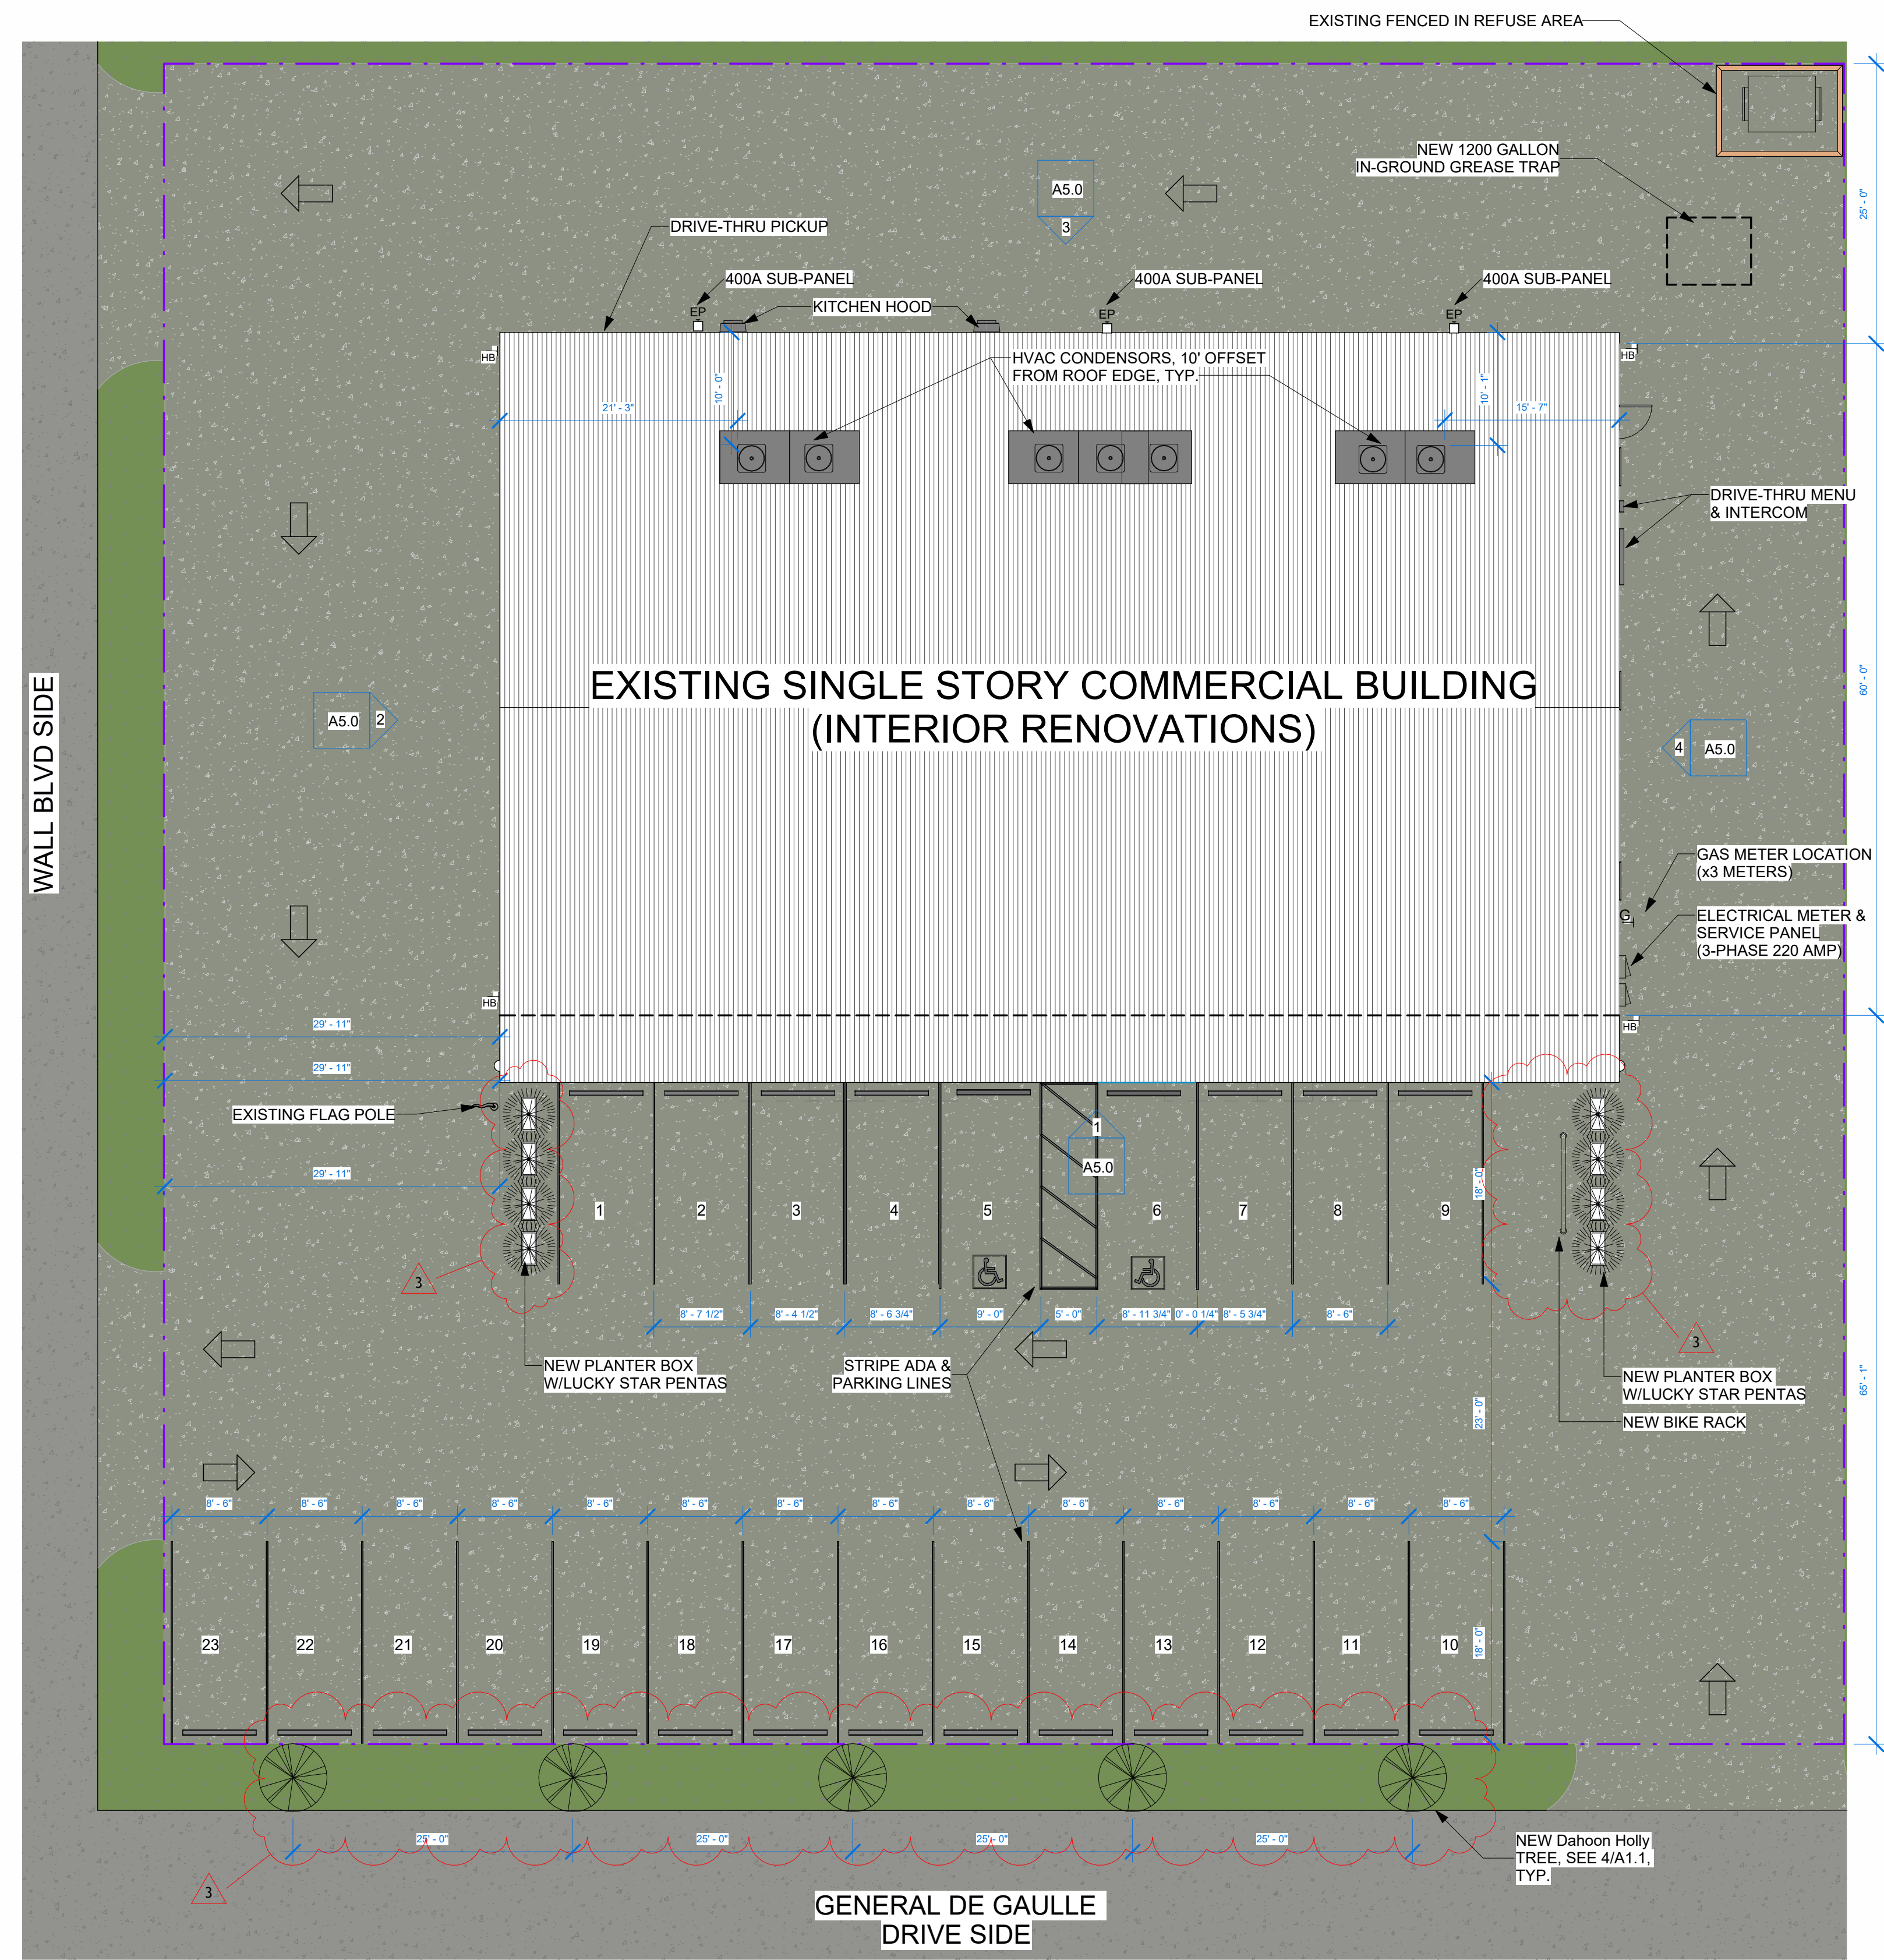 EXISTING FENCED IN REFUSE AREA
NEW 1200 GALLON
IN-GROUND GREASE TRAP
25' - 0"
A5.0
3
DRIVE-THRU PICKUP
400A SUB-PANEL
400A SUB-PANEL
400A SUB-PANEL
KITCHEN HOOD
EP
EP
EP
HB
HB
HVAC CONDENSORS, 10' OFFSET
FROM ROOF EDGE, TYP.
10' - 0"
10' - 1"
21' - 3"
15' - 7"
DRIVE-THRU MENU
& INTERCOM
EXISTING SINGLE STORY COMMERCIAL BUILDING
(INTERIOR RENOVATIONS)
60' - 0"
WALL BLVD SIDE
A5.0
2
4
A5.0
GAS METER LOCATION
(x3 METERS)
G
ELECTRICAL METER &
SERVICE PANEL
(3-PHASE 220 AMP)
HB
HB
29' - 11"
29' - 11"
EXISTING FLAG POLE
29' - 11"
1
A5.0
18' - 0"
1
2
3
4
5
6
7
8
9
3
8' - 7 1/2"
8' - 4 1/2"
8' - 6 3/4"
9' - 0"
5' - 0"
8' - 11 3/4"
0' - 0 1/4"
8' - 5 3/4"
8' - 6"
3
NEW PLANTER BOX
W/LUCKY STAR PENTAS
STRIPE ADA &
PARKING LINES
NEW PLANTER BOX
W/LUCKY STAR PENTAS
NEW BIKE RACK
23' - 0"
65' - 1"
8' - 6"
8' - 6"
8' - 6"
8' - 6"
8' - 6"
8' - 6"
8' - 6"
8' - 6"
8' - 6"
8' - 6"
8' - 6"
8' - 6"
8' - 6"
8' - 6"
23
22
21
20
19
18
17
16
15
14
13
12
11
10
18' - 0"
25' - 0"
25' - 0"
25' - 0"
25' - 0"
NEW Dahoon Holly
TREE, SEE 4/A1.1,
TYP.
3
GENERAL DE GAULLE
DRIVE SIDE